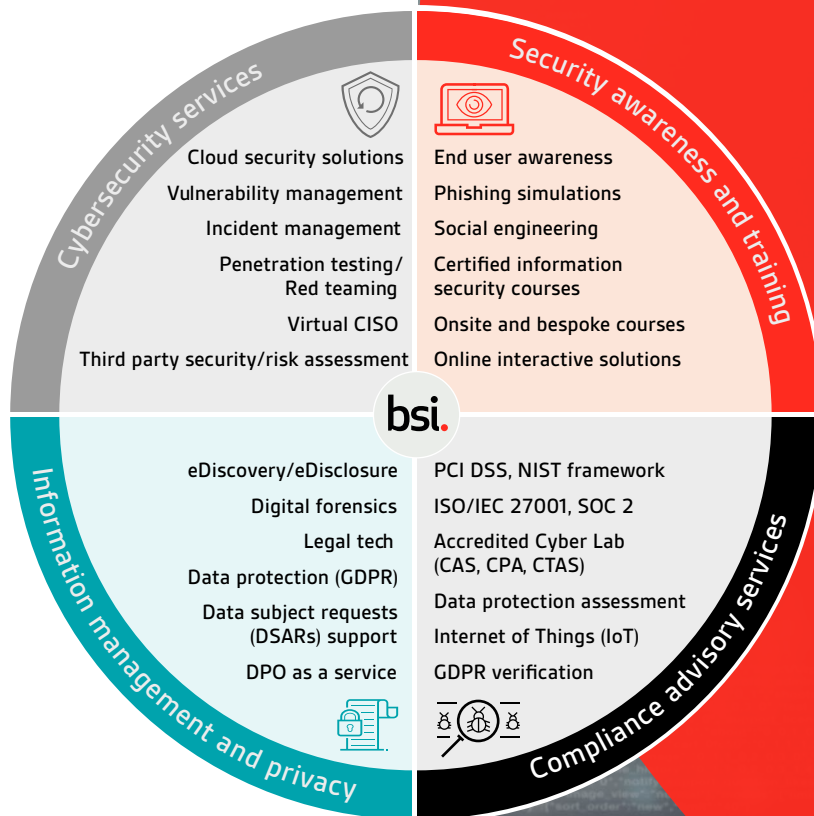 Cybersecurity services
Cloud security solutions
Vulnerability management
Incident management
Penetration testing/
Red teaming
Virtual CISO
Third party security/risk assessment
Security awareness and training
End user awareness
Phishing simulations
Social engineering
Certified information
security courses
Onsite and bespoke courses
Online interactive solutions
bsi.
Information management and privacy
eDiscovery/eDisclosure
Digital forensics
Legal tech
Data protection (GDPR)
Data subject requests
(DSARs) support
DPO as a service
Compliance advisory services
PCI DSS, NIST framework
ISO/IEC 27001, SOC 2
Accredited Cyber Lab
(CAS, CPA, CTAS)
Data protection assessment
Internet of Things (IoT)
GDPR verification
"sort_order":"new",